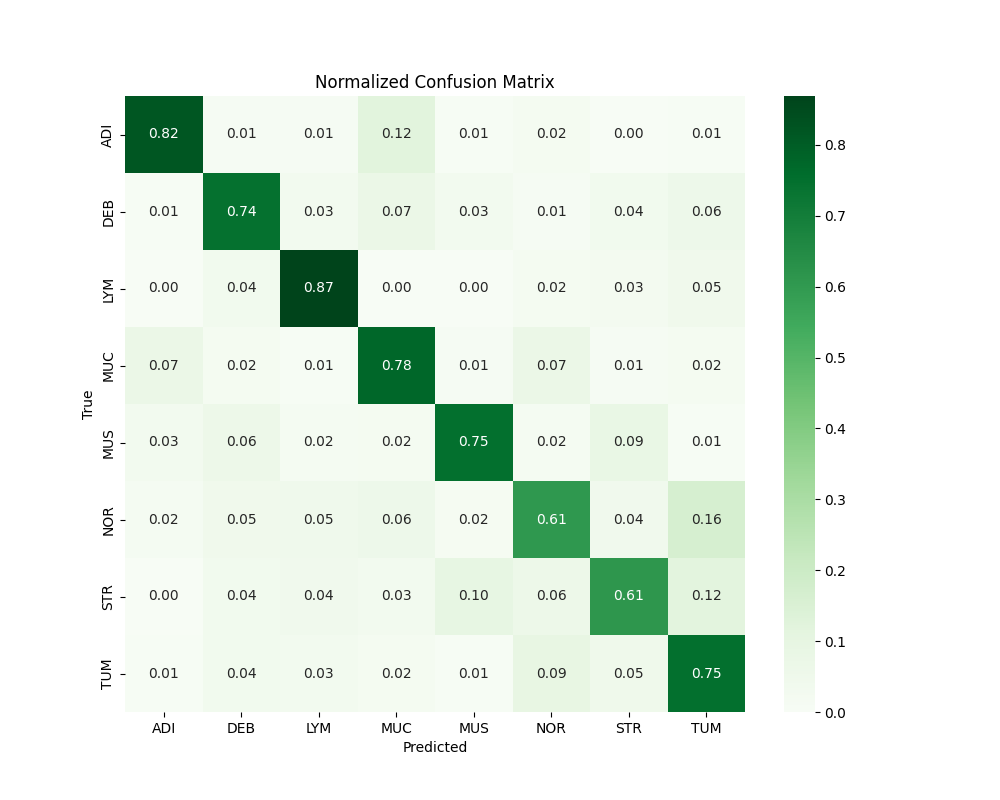 Normalized Confusion Matrix
ADI 0.82 0.01 0.01 0.12 0.01 0.02 0.00 0.01
DEB 0.01 0.74 0.03 0.07 0.03 0.01 0.04 0.06
LYM 0.00 0.04 0.87 0.00 0.00 0.02 0.03 0.05
MUC 0.07 0.02 0.01 0.78 0.01 0.07 0.01 0.02
MUS 0.03 0.06 0.02 0.02 0.75 0.02 0.09 0.01
NOR 0.02 0.05 0.05 0.06 0.02 0.61 0.04 0.16
STR 0.00 0.04 0.04 0.03 0.10 0.06 0.61 0.12
TUM 0.01 0.04 0.03 0.02 0.01 0.09 0.05 0.75
ADI DEB LYM MUC MUS NOR STR TUM
Predicted
True
0.8
0.7
0.6
0.5
0.4
0.3
0.2
0.1
0.0